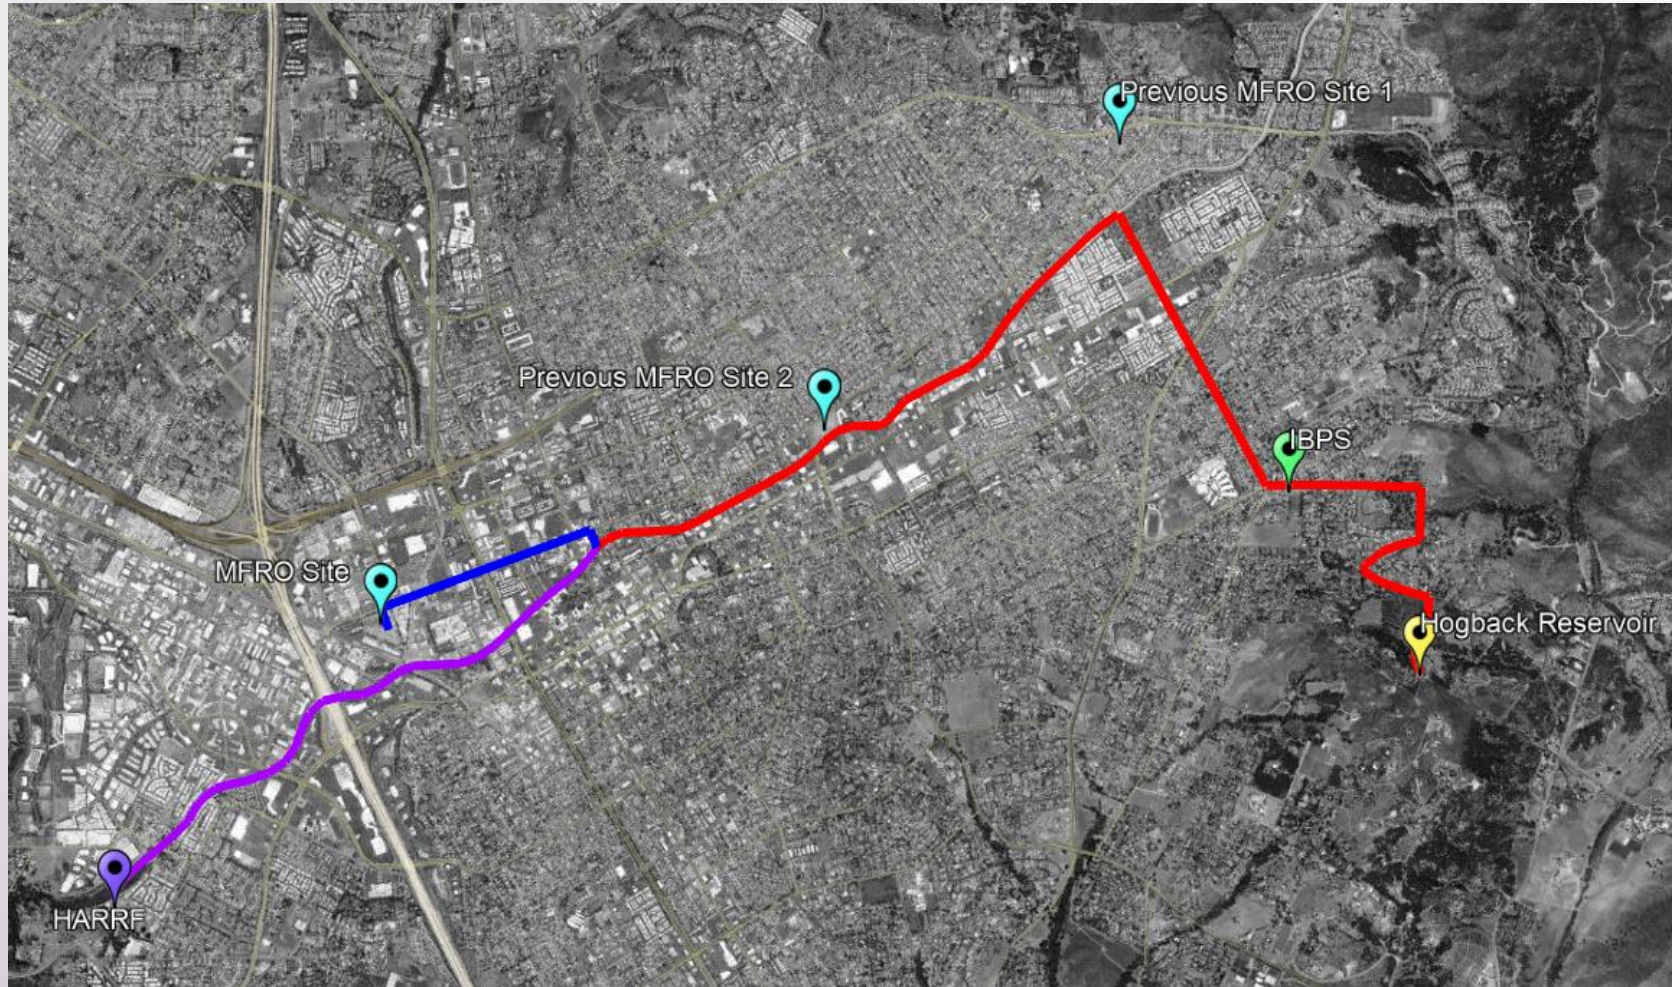 Previous MFRO Site 1
Previous MFRO Site 2
IBPS
MFRO Site
Hogback Reservoir
HARRF